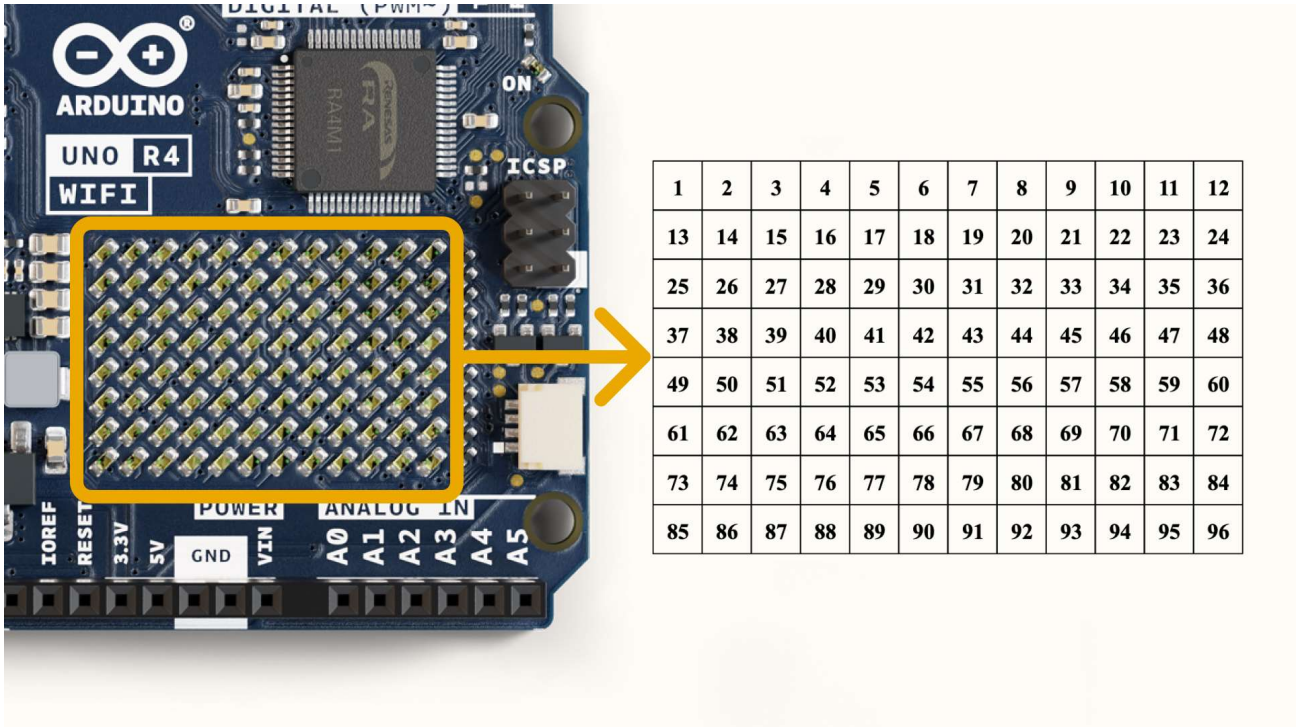 DIGITAL (PWM~)
®
ARDUINO
UNO R4
WIFI
RENESAS
RA
RA4M1
ON
ICSP
1 2 3 4 5 6 7 8 9 10 11 12
13 14 15 16 17 18 19 20 21 22 23 24
25 26 27 28 29 30 31 32 33 34 35 36
37 38 39 40 41 42 43 44 45 46 47 48
49 50 51 52 53 54 55 56 57 58 59 60
61 62 63 64 65 66 67 68 69 70 71 72
73 74 75 76 77 78 79 80 81 82 83 84
85 86 87 88 89 90 91 92 93 94 95 96
POWER ANALOG IN
IOREF RESET 3.3V 5V GND VIN A0 A1 A2 A3 A4 A5